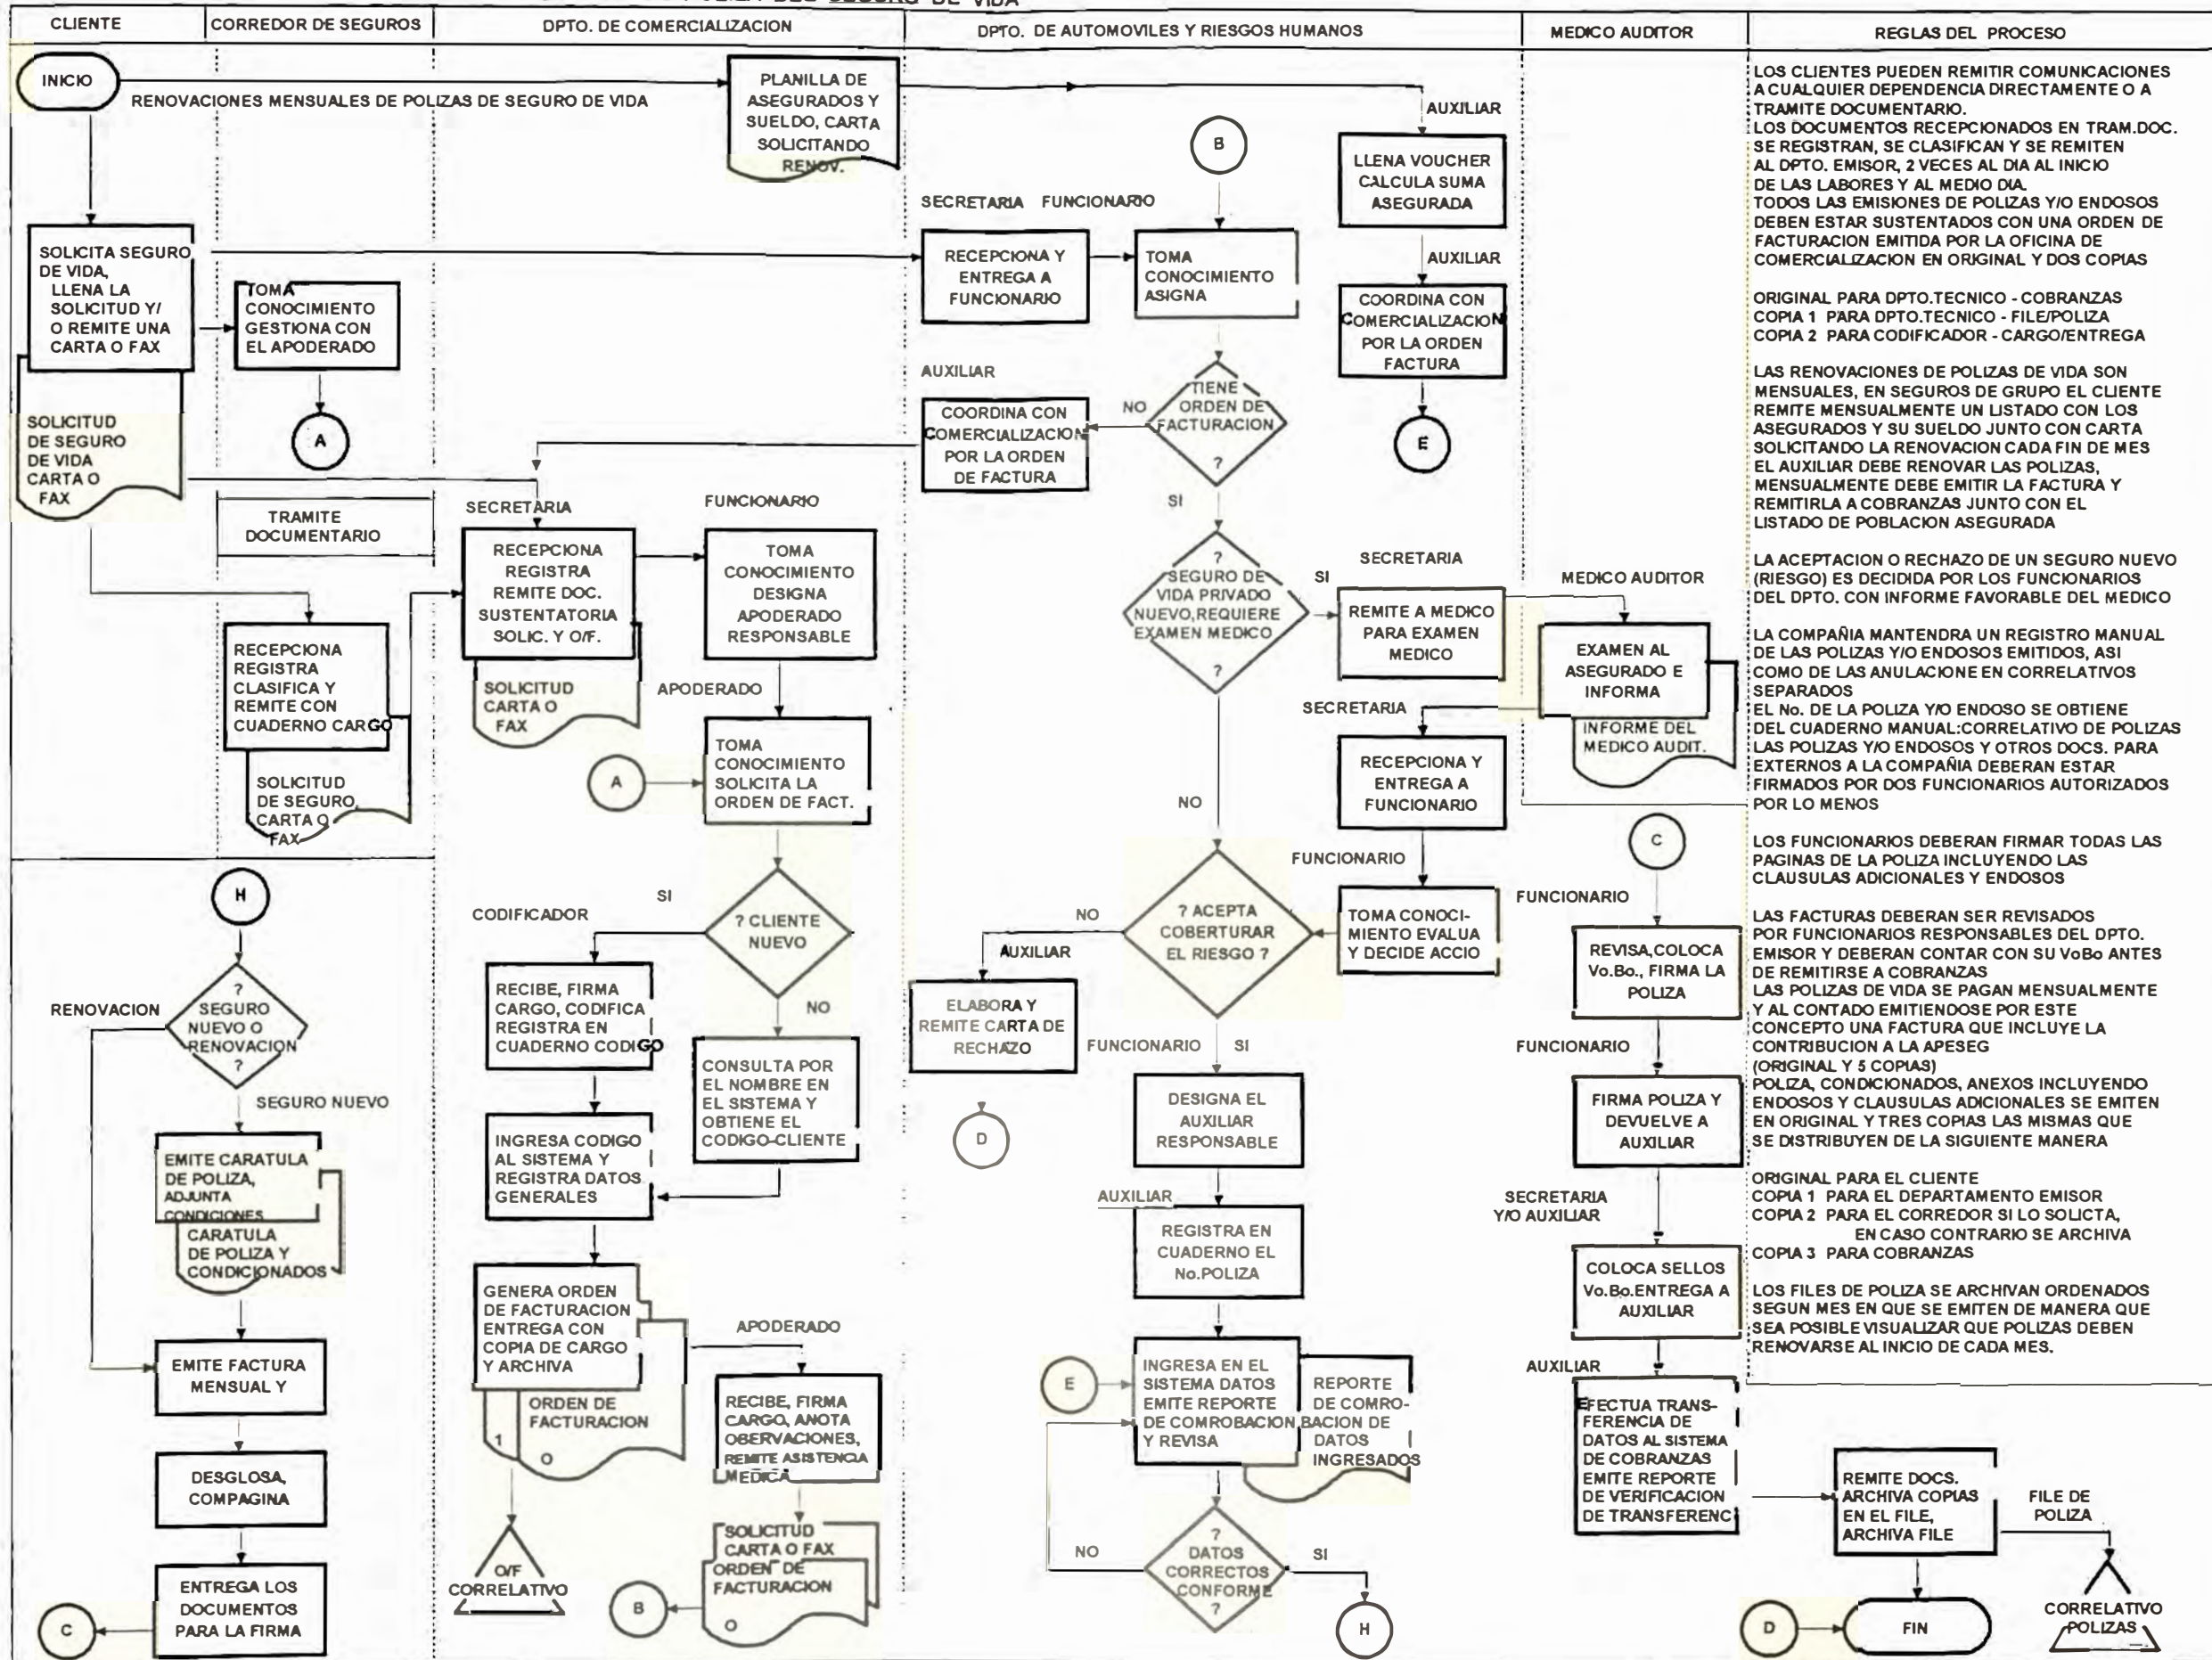 SEGURO DE VIDA
CLIENTE
CORREDOR DE SEGUROS
DPTO. DE COMERCIALIZACION
DPTO. DE AUTOMOVILES Y RIESGOS HUMANOS
MEDICO AUDITOR
REGLAS DEL PROCESO
INICIO
RENOVACIONES MENSUALES DE POLIZAS DE SEGURO DE VIDA
PLANILLA DE
ASEGURADOS Y
SUELDO, CARTA
SOLICITANDO
RENOV.
SOLICITA SEGURO
DE VIDA,
LLENA LA
SOLICITUD Y/
O REMITE UNA
CARTA O FAX
SOLICITUD
DE SEGURO
DE VIDA
CARTA O
FAX
TOMA
CONOCIMIENTO
GESTIONA CON
EL APODERADO
A
TRAMITE
DOCUMENTARIO
RECEPCIONA
REGISTRA
CLASIFICA Y
REMITE CON
CUADERNO CARGO
SOLICITUD
DE SEGURO,
CARTA O
FAX
SECRETARIA
RECEPCIONA
REGISTRA
REMITE DOC.
SUSTENTATORIA
SOLIC. Y O/F.
SOLICITUD
CARTA O
FAX
FUNCIONARIO
TOMA
CONOCIMIENTO
DESIGNA
APODERADO
RESPONSABLE
APODERADO
TOMA
CONOCIMIENTO
SOLICITA LA
ORDEN DE FACT.
A
? CLIENTE
NUEVO
SI
NO
CODIFICADOR
RECIBE, FIRMA
CARGO, CODIFICA
REGISTRA EN
CUADERNO CODIGO
CONSULTA POR
EL NOMBRE EN
EL SISTEMA Y
OBTIENE EL
CODIGO-CLIENTE
INGRESA CODIGO
AL SISTEMA Y
REGISTRA DATOS
GENERALES
GENERA ORDEN
DE FACTURACION
ENTREGA CON
COPIA DE CARGO
Y ARCHIVA
ORDEN DE
FACTURACION
1
O
O/F
CORRELATIVO
APODERADO
RECIBE, FIRMA
CARGO, ANOTA
OBERVACIONES,
REMITE ASISTENCIA
MEDICA
SOLICITUD
CARTA O FAX
ORDEN DE
FACTURACION
O
B
H
?
SEGURO
NUEVO O
RENOVACION
?
RENOVACION
SEGURO NUEVO
EMITE CARATULA
DE POLIZA,
ADJUNTA
CONDICIONES
CARATULA
DE POLIZA Y
CONDICIONADOS
EMITE FACTURA
MENSUAL Y
DESGLOSA,
COMPAGINA
ENTREGA LOS
DOCUMENTOS
PARA LA FIRMA
C
B
SECRETARIA FUNCIONARIO
RECEPCIONA Y
ENTREGA A
FUNCIONARIO
TOMA
CONOCIMIENTO
ASIGNA
AUXILIAR
LLENA VOUCHER
CALCULA SUMA
ASEGURADA
AUXILIAR
COORDINA CON
COMERCIALIZACION
POR LA ORDEN
FACTURA
E
AUXILIAR
COORDINA CON
COMERCIALIZACION
POR LA ORDEN
DE FACTURA
NO
TIENE
ORDEN DE
FACTURACION
?
SI
?
SEGURO DE
VIDA PRIVADO
NUEVO,REQUIERE
EXAMEN MEDICO
?
SI
NO
SECRETARIA
REMITE A MEDICO
PARA EXAMEN
MEDICO
MEDICO AUDITOR
EXAMEN AL
ASEGURADO E
INFORMA
INFORME DEL
MEDICO AUDIT.
SECRETARIA
RECEPCIONA Y
ENTREGA A
FUNCIONARIO
FUNCIONARIO
TOMA CONOCI-
MIENTO EVALUA
Y DECIDE ACCIO
? ACEPTA
COBERTURAR
EL RIESGO ?
NO
AUXILIAR
ELABORA Y
REMITE CARTA DE
RECHAZO
D
FUNCIONARIO
SI
DESIGNA EL
AUXILIAR
RESPONSABLE
AUXILIAR
REGISTRA EN
CUADERNO EL
No.POLIZA
E
INGRESA EN EL
SISTEMA DATOS
EMITE REPORTE
DE COMROBACION
Y REVISA
REPORTE
DE COMRO-
BACION DE
DATOS
INGRESADOS
?
DATOS
CORRECTOS
CONFORME
?
NO
SI
H
C
FUNCIONARIO
REVISA,COLOCA
Vo.Bo., FIRMA LA
POLIZA
FUNCIONARIO
FIRMA POLIZA Y
DEVUELVE A
AUXILIAR
SECRETARIA
Y/O AUXILIAR
COLOCA SELLOS
Vo.Bo.ENTREGA A
AUXILIAR
AUXILIAR
EFECTUA TRANS-
FERENCIA DE
DATOS AL SISTEMA
DE COBRANZAS
EMITE REPORTE
DE VERIFICACION
DE TRANSFERENC
REMITE DOCS.
ARCHIVA COPIAS
EN EL FILE,
ARCHIVA FILE
FILE DE
POLIZA
CORRELATIVO
POLIZAS
D
FIN
LOS CLIENTES PUEDEN REMITIR COMUNICACIONES
A CUALQUIER DEPENDENCIA DIRECTAMENTE O A
TRAMITE DOCUMENTARIO.
LOS DOCUMENTOS RECEPCIONADOS EN TRAM.DOC.
SE REGISTRAN, SE CLASIFICAN Y SE REMITEN
AL DPTO. EMISOR, 2 VECES AL DIA AL INICIO
DE LAS LABORES Y AL MEDIO DIA.
TODOS LAS EMISIONES DE POLIZAS Y/O ENDOSOS
DEBEN ESTAR SUSTENTADOS CON UNA ORDEN DE
FACTURACION EMITIDA POR LA OFICINA DE
COMERCIALIZACION EN ORIGINAL Y DOS COPIAS
ORIGINAL PARA DPTO.TECNICO - COBRANZAS
COPIA 1 PARA DPTO.TECNICO - FILE/POLIZA
COPIA 2 PARA CODIFICADOR - CARGO/ENTREGA
LAS RENOVACIONES DE POLIZAS DE VIDA SON
MENSUALES, EN SEGUROS DE GRUPO EL CLIENTE
REMITE MENSUALMENTE UN LISTADO CON LOS
ASEGURADOS Y SU SUELDO JUNTO CON CARTA
SOLICITANDO LA RENOVACION CADA FIN DE MES
EL AUXILIAR DEBE RENOVAR LAS POLIZAS,
MENSUALMENTE DEBE EMITIR LA FACTURA Y
REMITIRLA A COBRANZAS JUNTO CON EL
LISTADO DE POBLACION ASEGURADA
LA ACEPTACION O RECHAZO DE UN SEGURO NUEVO
(RIESGO) ES DECIDIDA POR LOS FUNCIONARIOS
DEL DPTO. CON INFORME FAVORABLE DEL MEDICO
LA COMPAÑIA MANTENDRA UN REGISTRO MANUAL
DE LAS POLIZAS Y/O ENDOSOS EMITIDOS, ASI
COMO DE LAS ANULACIONE EN CORRELATIVOS
SEPARADOS
EL No. DE LA POLIZA Y/O ENDOSO SE OBTIENE
DEL CUADERNO MANUAL:CORRELATIVO DE POLIZAS
LAS POLIZAS Y/O ENDOSOS Y OTROS DOCS. PARA
EXTERNOS A LA COMPAÑIA DEBERAN ESTAR
FIRMADOS POR DOS FUNCIONARIOS AUTORIZADOS
POR LO MENOS
LOS FUNCIONARIOS DEBERAN FIRMAR TODAS LAS
PAGINAS DE LA POLIZA INCLUYENDO LAS
CLAUSULAS ADICIONALES Y ENDOSOS
LAS FACTURAS DEBERAN SER REVISADOS
POR FUNCIONARIOS RESPONSABLES DEL DPTO.
EMISOR Y DEBERAN CONTAR CON SU VoBo ANTES
DE REMITIRSE A COBRANZAS
LAS POLIZAS DE VIDA SE PAGAN MENSUALMENTE
Y AL CONTADO EMITIENDOSE POR ESTE
CONCEPTO UNA FACTURA QUE INCLUYE LA
CONTRIBUCION A LA APESEG
(ORIGINAL Y 5 COPIAS)
POLIZA, CONDICIONADOS, ANEXOS INCLUYENDO
ENDOSOS Y CLAUSULAS ADICIONALES SE EMITEN
EN ORIGINAL Y TRES COPIAS LAS MISMAS QUE
SE DISTRIBUYEN DE LA SIGUIENTE MANERA
ORIGINAL PARA EL CLIENTE
COPIA 1 PARA EL DEPARTAMENTO EMISOR
COPIA 2 PARA EL CORREDOR SI LO SOLICTA,
EN CASO CONTRARIO SE ARCHIVA
COPIA 3 PARA COBRANZAS
LOS FILES DE POLIZA SE ARCHIVAN ORDENADOS
SEGUN MES EN QUE SE EMITEN DE MANERA QUE
SEA POSIBLE VISUALIZAR QUE POLIZAS DEBEN
RENOVARSE AL INICIO DE CADA MES.